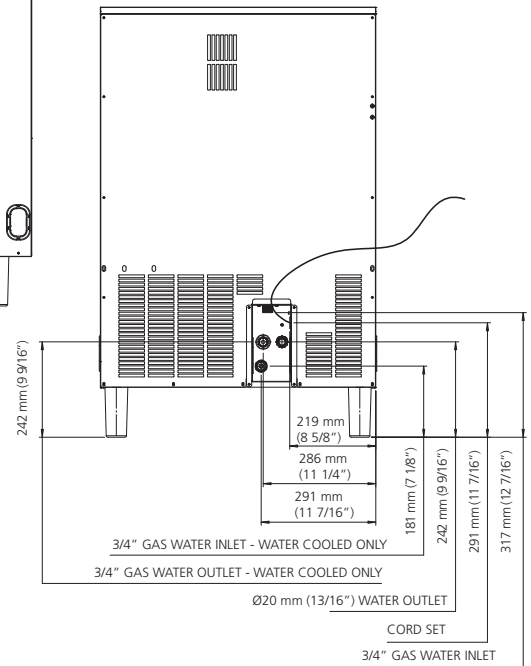 242 mm (9 9/16”)
219 mm
(8 5/8”)
286 mm
(11 1/4”)
291 mm
(11 7/16”)
181 mm (7 1/8”)
242 mm (9 9/16”)
291 mm (11 7/16”)
317 mm (12 7/16”)
3/4” GAS WATER INLET - WATER COOLED ONLY
3/4” GAS WATER OUTLET - WATER COOLED ONLY
Ø20 mm (13/16”) WATER OUTLET
CORD SET
3/4” GAS WATER INLET